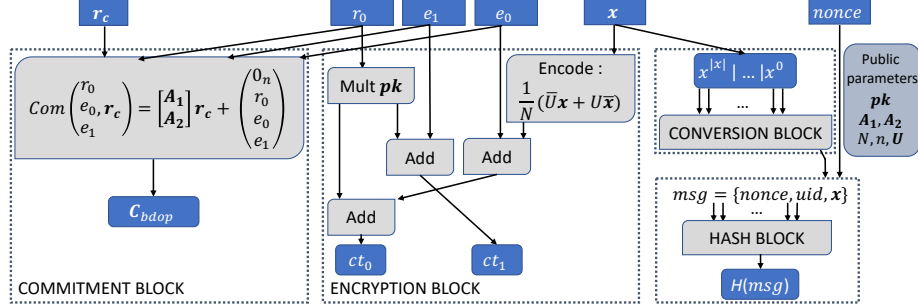 r_c r_0 e_1 e_0 x nonce
Com ( r_0 e_0, r_c e_1 ) = [ A_1 A_2 ] r_c + ( 0_n r_0 e_0 e_1 )
C_bdop
COMMITMENT BLOCK
Mult pk
Encode :
1/N (U̅x + Ux̅)
Add
Add
Add
ct_0
ct_1
ENCRYPTION BLOCK
x^|x| | ... |x^0
...
CONVERSION BLOCK
msg = {nonce, uid, x}
...
HASH BLOCK
H(msg)
Public
parameters
pk
A_1, A_2
N, n, U